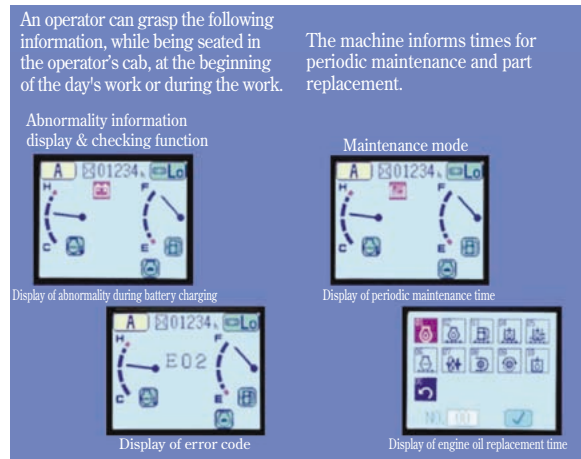 An operator can grasp the following
information, while being seated in
the operator's cab, at the beginning
of the day's work or during the work.
Abnormality information
display & checking function
A 01234 h Lo
H F
C E
Display of abnormality during battery charging
A 01234 h Lo
H F
E02
C E
Display of error code
The machine informs times for
periodic maintenance and part
replacement.
Maintenance mode
A 01234 h Lo
H F
C E
Display of periodic maintenance time
NO.
Display of engine oil replacement time